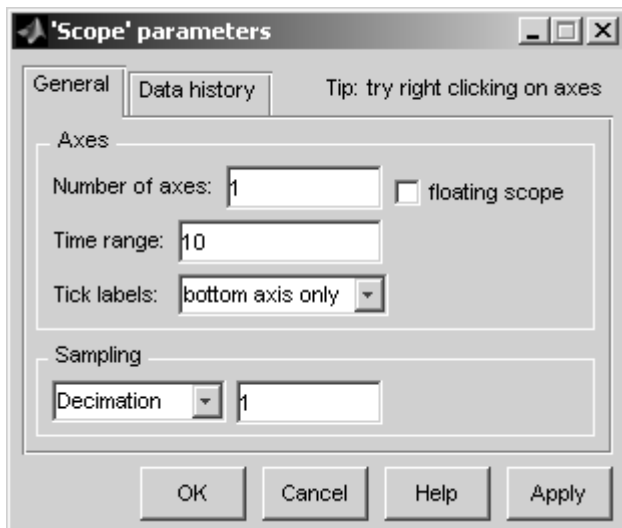 'Scope' parameters
General Data history Tip: try right clicking on axes
Axes
Number of axes: 1 floating scope
Time range: 10
Tick labels: bottom axis only
Sampling
Decimation 1
OK Cancel Help Apply